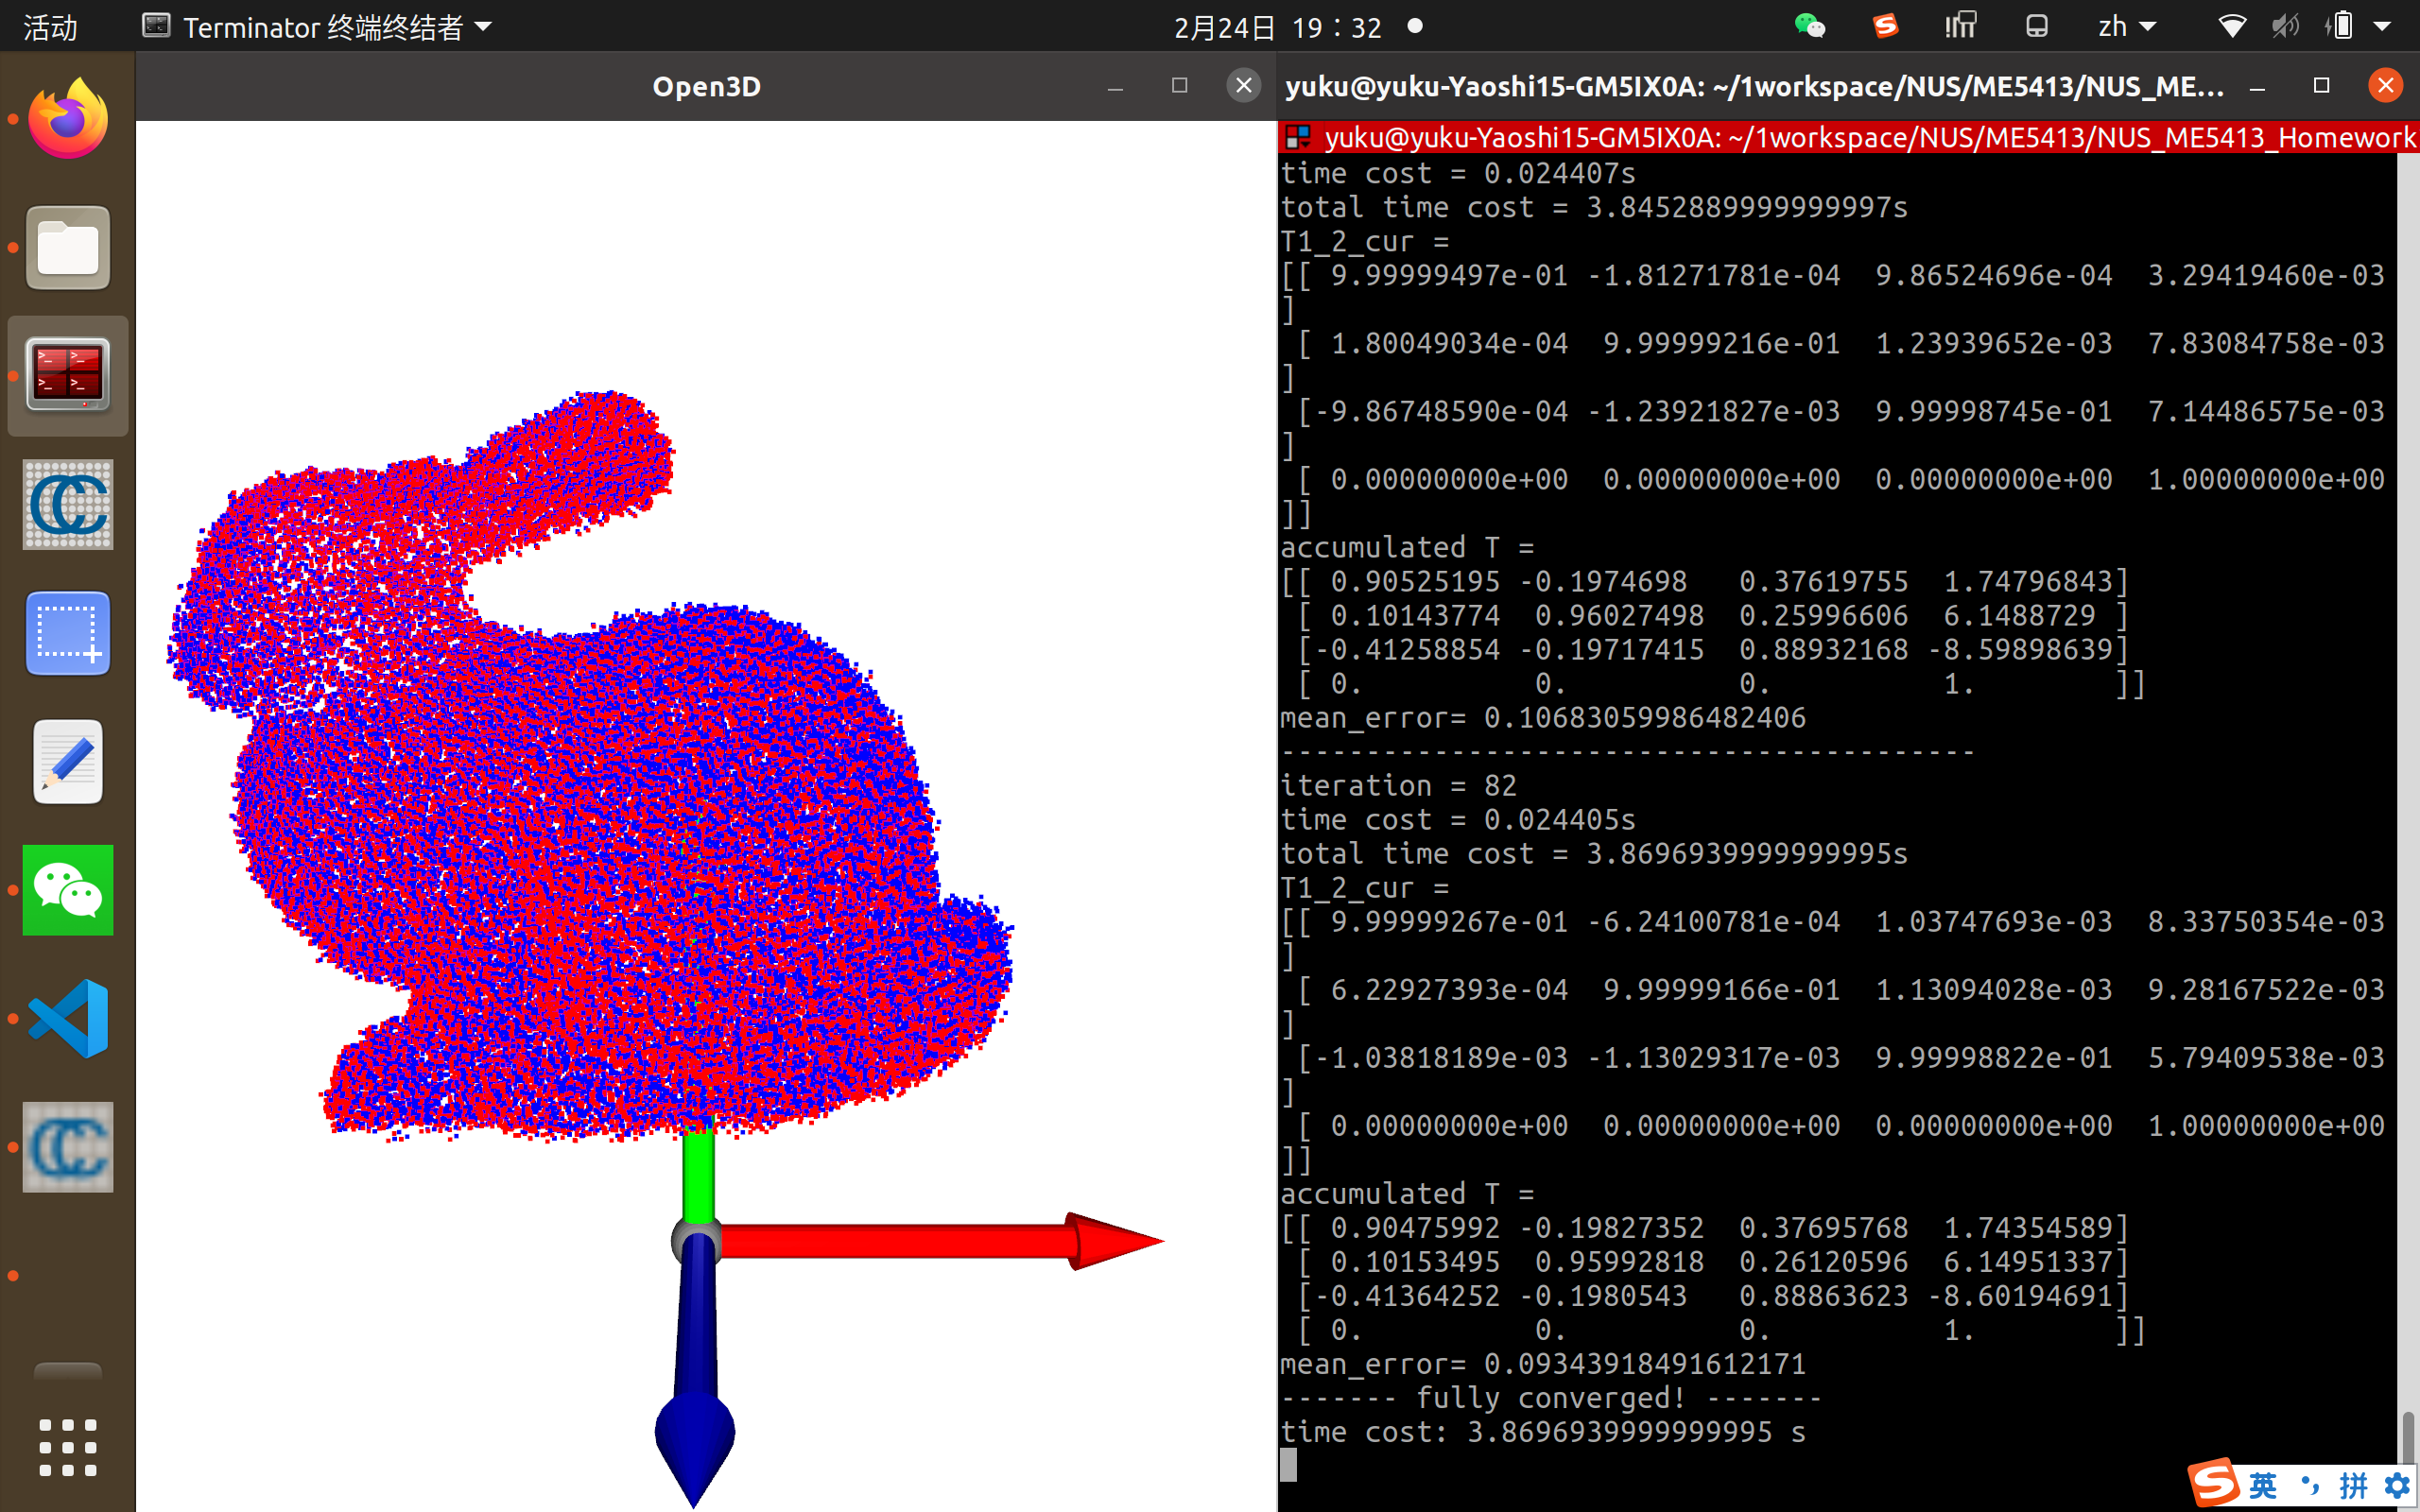 活动
Terminator 终端终结者
2月24日 19：32
zh
Open3D
yuku@yuku-Yaoshi15-GM5IX0A: ~/1workspace/NUS/ME5413/NUS_ME...
yuku@yuku-Yaoshi15-GM5IX0A: ~/1workspace/NUS/ME5413/NUS_ME5413_Homework
time cost = 0.024407s
total time cost = 3.8452889999999997s
T1_2_cur =
[[ 9.99999497e-01 -1.81271781e-04  9.86524696e-04  3.29419460e-03
]
 [ 1.80049034e-04  9.99999216e-01  1.23939652e-03  7.83084758e-03
]
 [-9.86748590e-04 -1.23921827e-03  9.99998745e-01  7.14486575e-03
]
 [ 0.00000000e+00  0.00000000e+00  0.00000000e+00  1.00000000e+00
]]
accumulated T =
[[ 0.90525195 -0.1974698   0.37619755  1.74796843]
 [ 0.10143774  0.96027498  0.25996606  6.1488729 ]
 [-0.41258854 -0.19717415  0.88932168 -8.59898639]
 [ 0.          0.          0.          1.        ]]
mean_error= 0.10683059986482406
-----------------------------------------
iteration = 82
time cost = 0.024405s
total time cost = 3.8696939999999995s
T1_2_cur =
[[ 9.99999267e-01 -6.24100781e-04  1.03747693e-03  8.33750354e-03
]
 [ 6.22927393e-04  9.99999166e-01  1.13094028e-03  9.28167522e-03
]
 [-1.03818189e-03 -1.13029317e-03  9.99998822e-01  5.79409538e-03
]
 [ 0.00000000e+00  0.00000000e+00  0.00000000e+00  1.00000000e+00
]]
accumulated T =
[[ 0.90475992 -0.19827352  0.37695768  1.74354589]
 [ 0.10153495  0.95992818  0.26120596  6.14951337]
 [-0.41364252 -0.1980543   0.88863623 -8.60194691]
 [ 0.          0.          0.          1.        ]]
mean_error= 0.09343918491612171
------- fully converged! -------
time cost: 3.8696939999999995 s
英 拼